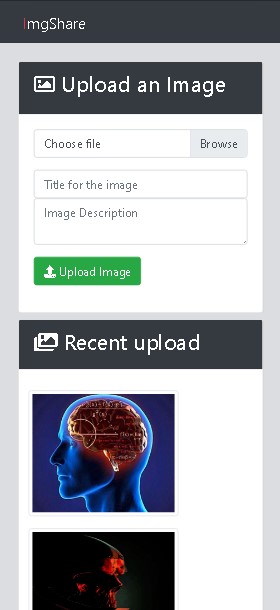 ImgShare
Upload an Image
Choose file
Browse
Title for the image
Image Description
Upload Image
Recent upload